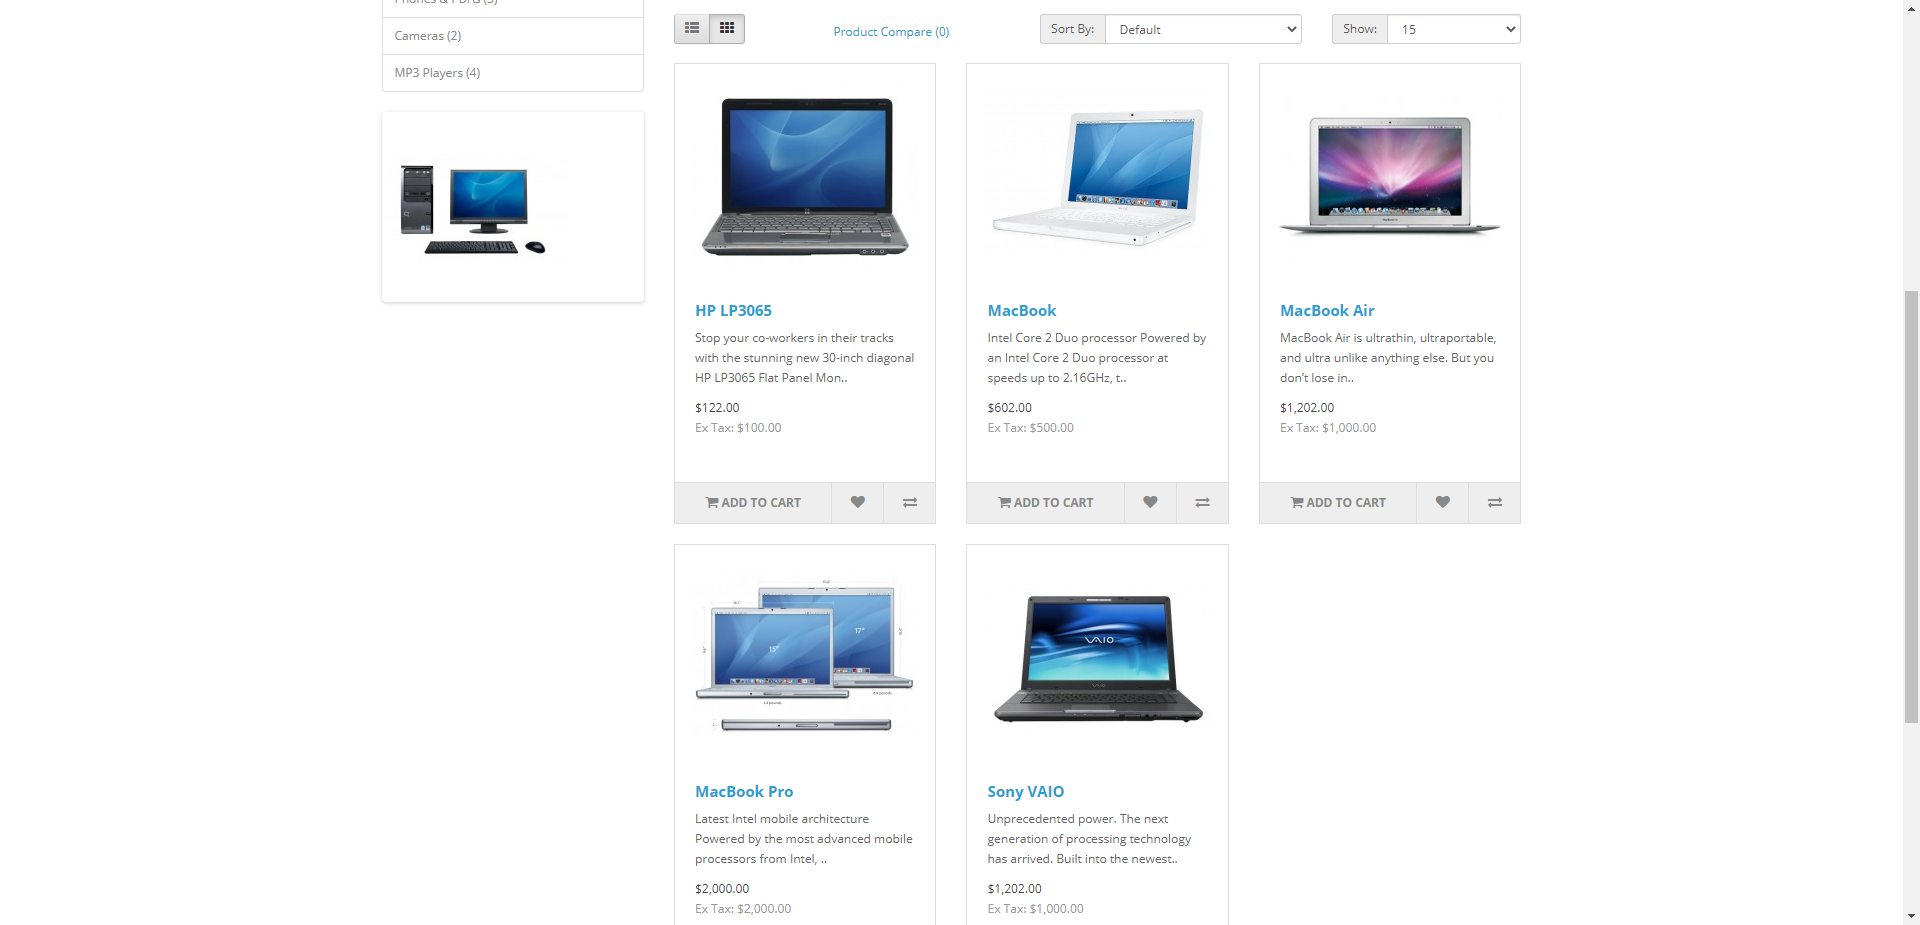 Cameras (2)
MP3 Players (4)
Product Compare (0)
Sort By:
Default
Show:
15
HP LP3065
Stop your co-workers in their tracks
with the stunning new 30-inch diagonal
HP LP3065 Flat Panel Mon..
$122.00
Ex Tax: $100.00
ADD TO CART
MacBook
Intel Core 2 Duo processor Powered by
an Intel Core 2 Duo processor at
speeds up to 2.16GHz, t..
$602.00
Ex Tax: $500.00
ADD TO CART
MacBook Air
MacBook Air is ultrathin, ultraportable,
and ultra unlike anything else. But you
don’t lose in..
$1,202.00
Ex Tax: $1,000.00
ADD TO CART
17"
15"
MacBook Pro
Latest Intel mobile architecture
Powered by the most advanced mobile
processors from Intel, ..
$2,000.00
Ex Tax: $2,000.00
VAIO
VAIO
Sony VAIO
Unprecedented power. The next
generation of processing technology
has arrived. Built into the newest..
$1,202.00
Ex Tax: $1,000.00